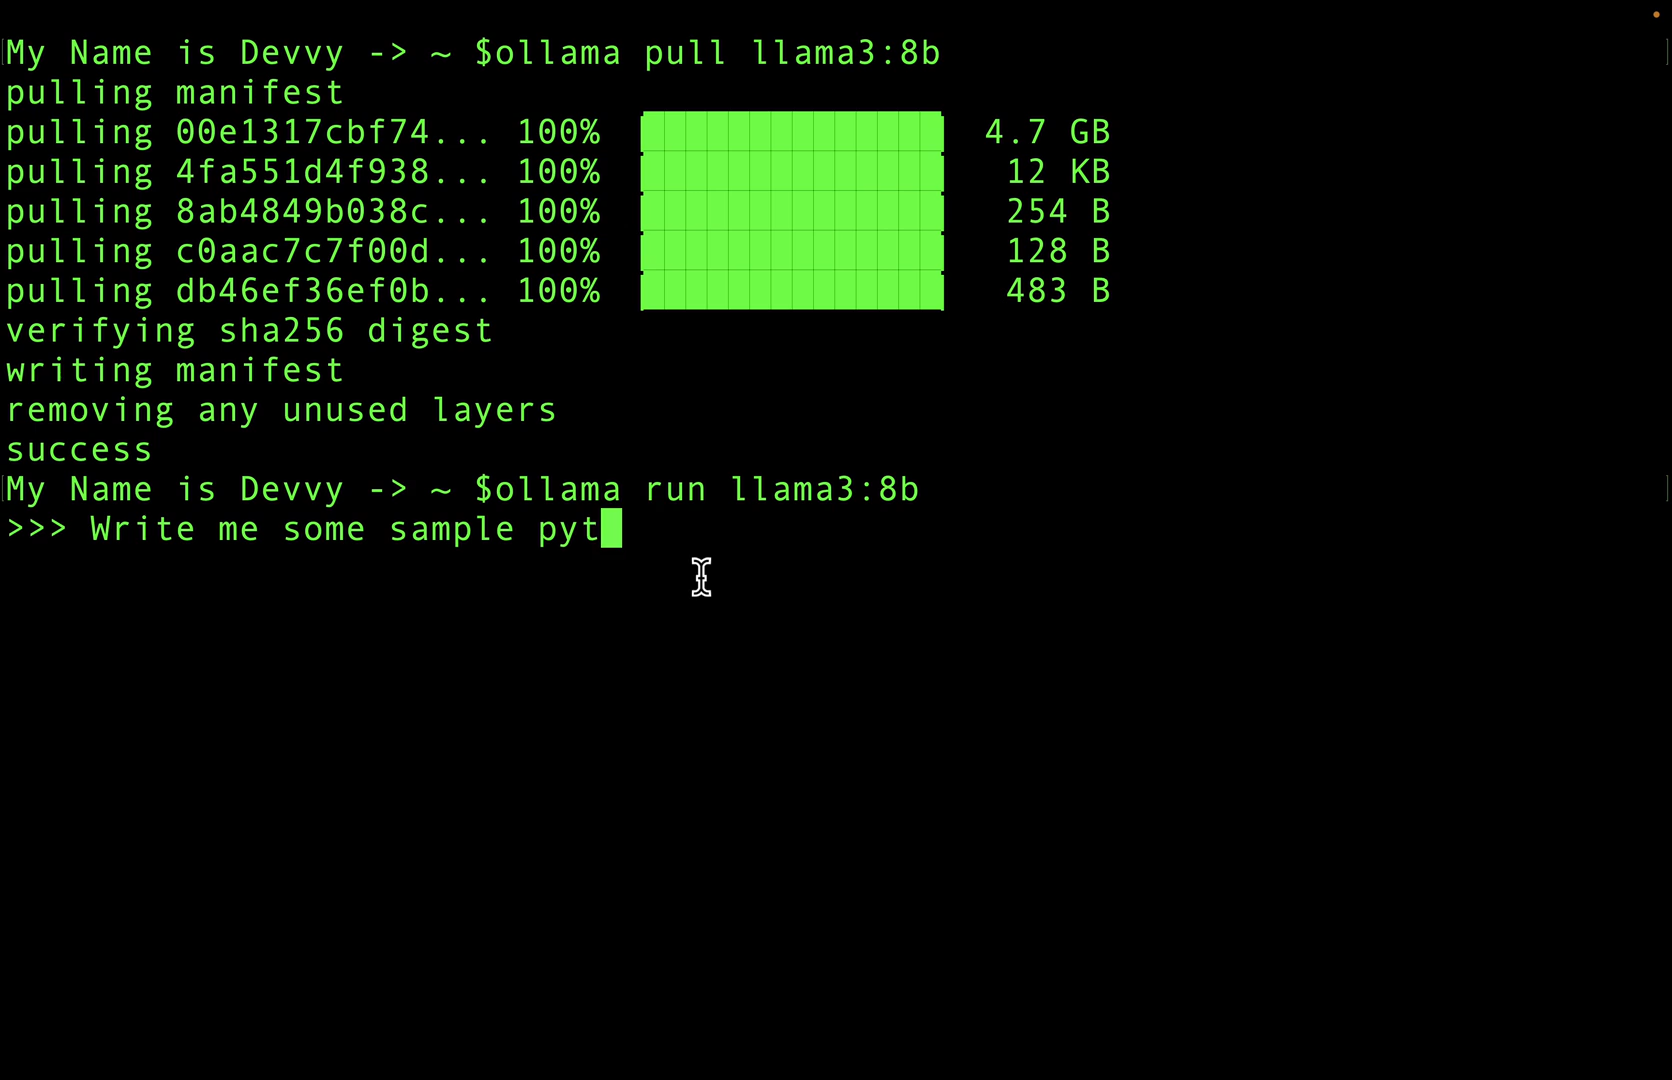 My Name is Devvy -> ~ $ollama pull llama3:8b
pulling manifest
pulling 00e1317cbf74... 100% 4.7 GB
pulling 4fa551d4f938... 100% 12 KB
pulling 8ab4849b038c... 100% 254 B
pulling c0aac7c7f00d... 100% 128 B
pulling db46ef36ef0b... 100% 483 B
verifying sha256 digest
writing manifest
removing any unused layers
success
My Name is Devvy -> ~ $ollama run llama3:8b
>>> Write me some sample pyt